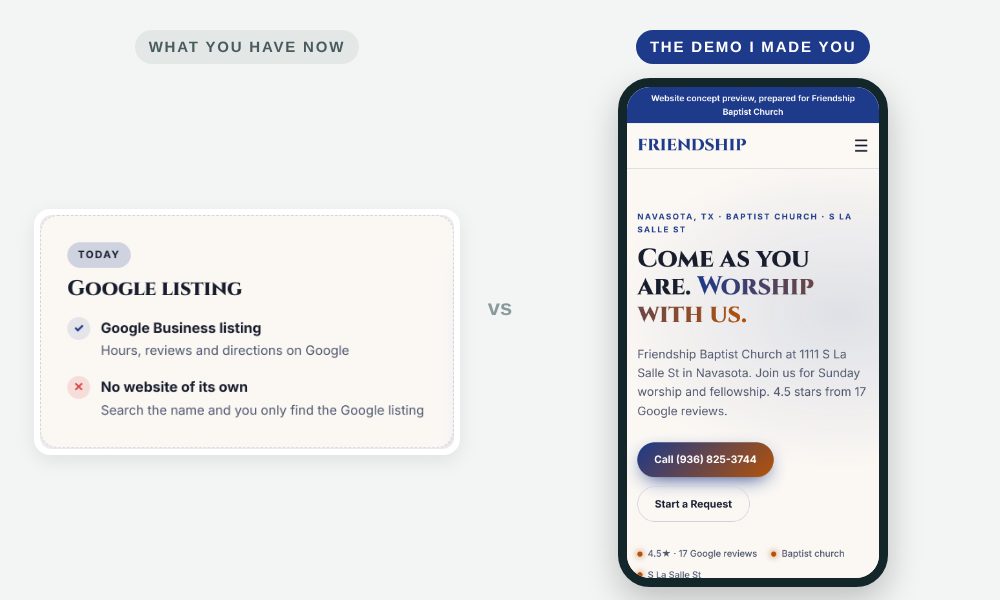 WHAT YOU HAVE NOW
TODAY
Google listing
Google Business listing
Hours, reviews and directions on Google
No website of its own
Search the name and you only find the Google listing
vs
THE DEMO I MADE YOU
Website concept preview, prepared for Friendship
Baptist Church
FRIENDSHIP
NAVASOTA, TX · BAPTIST CHURCH · S LA
SALLE ST
Come as you
are. Worship
with us.
Friendship Baptist Church at 1111 S La
Salle St in Navasota. Join us for Sunday
worship and fellowship. 4.5 stars from 17
Google reviews.
Call (936) 825-3744
Start a Request
4.5★ · 17 Google reviews
Baptist church
S La Salle St